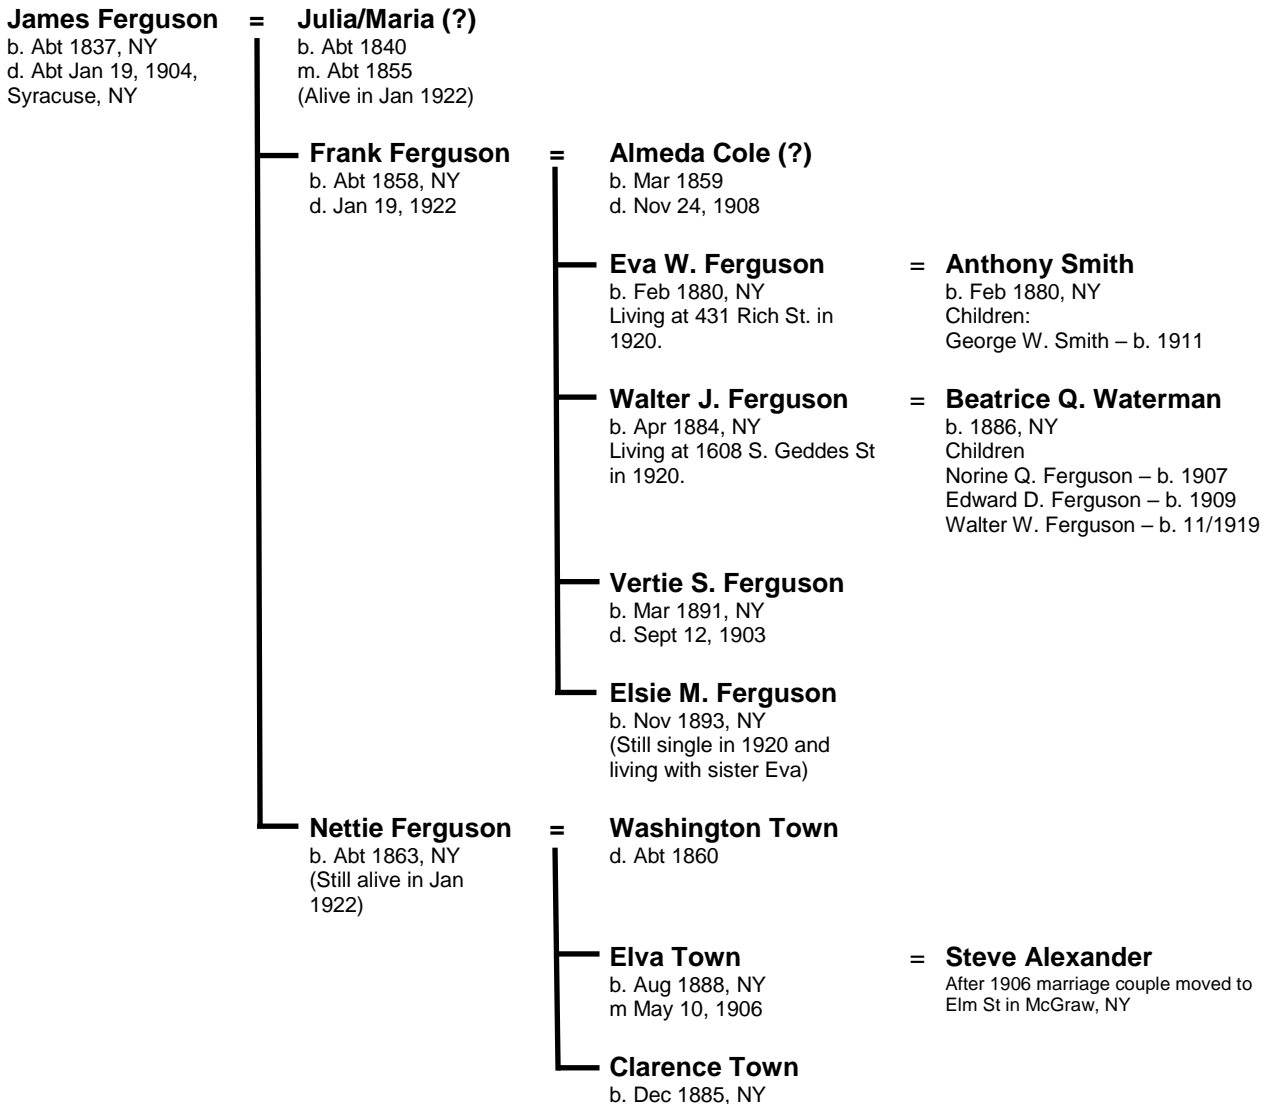 James Ferguson = Julia/Maria (?)
b. Abt 1837, NY
d. Abt Jan 19, 1904,
Syracuse, NY
b. Abt 1840
m. Abt 1855
(Alive in Jan 1922)
Frank Ferguson = Almeda Cole (?)
b. Abt 1858, NY
d. Jan 19, 1922
b. Mar 1859
d. Nov 24, 1908
Eva W. Ferguson = Anthony Smith
b. Feb 1880, NY
Living at 431 Rich St. in
1920.
b. Feb 1880, NY
Children:
George W. Smith – b. 1911
Walter J. Ferguson = Beatrice Q. Waterman
b. Apr 1884, NY
Living at 1608 S. Geddes St
in 1920.
b. 1886, NY
Children
Norine Q. Ferguson – b. 1907
Edward D. Ferguson – b. 1909
Walter W. Ferguson – b. 11/1919
Vertie S. Ferguson
b. Mar 1891, NY
d. Sept 12, 1903
Elsie M. Ferguson
b. Nov 1893, NY
(Still single in 1920 and
living with sister Eva)
Nettie Ferguson = Washington Town
b. Abt 1863, NY
(Still alive in Jan
1922)
d. Abt 1860
Elva Town = Steve Alexander
b. Aug 1888, NY
m May 10, 1906
After 1906 marriage couple moved to
Elm St in McGraw, NY
Clarence Town
b. Dec 1885, NY